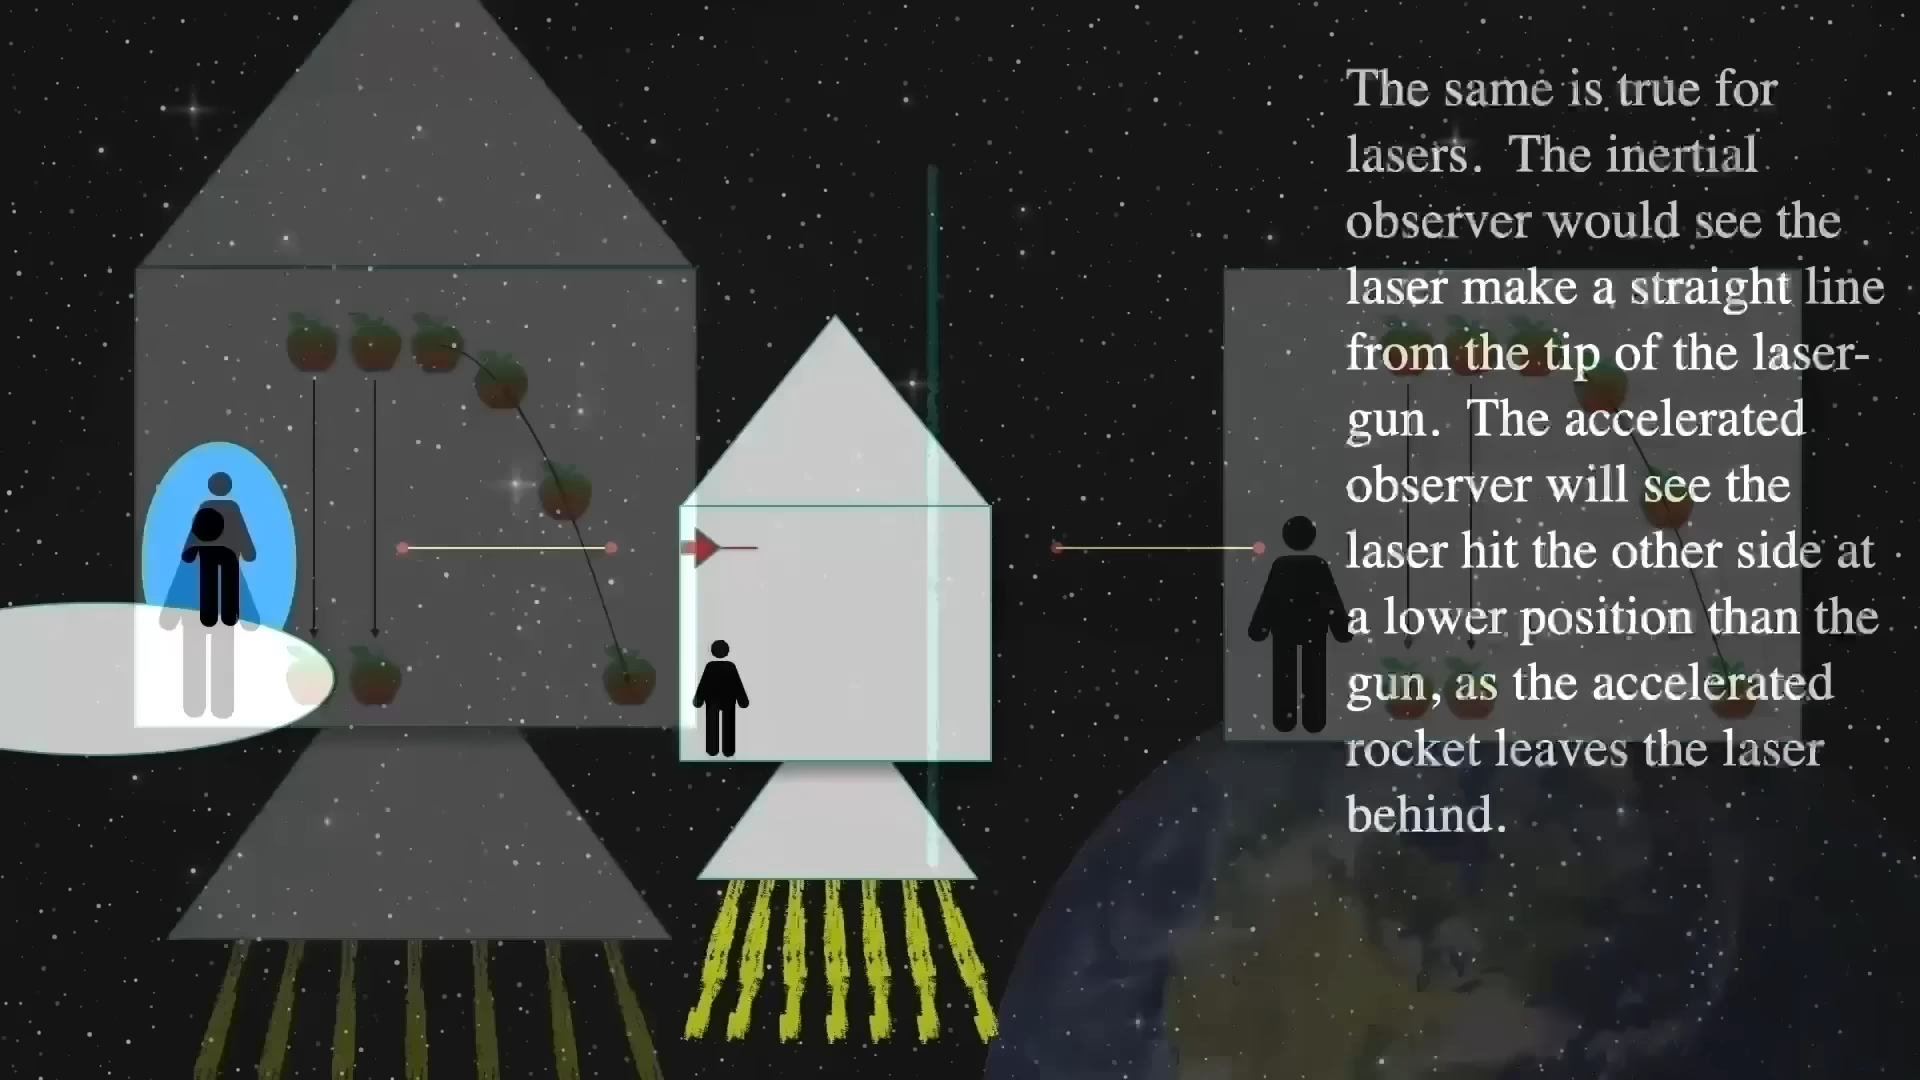 The same is true for
lasers.  The inertial
observer would see the
laser make a straight line
from the tip of the laser-
gun.  The accelerated
observer will see the
laser hit the other side at
a lower position than the
gun, as the accelerated
rocket leaves the laser
behind.